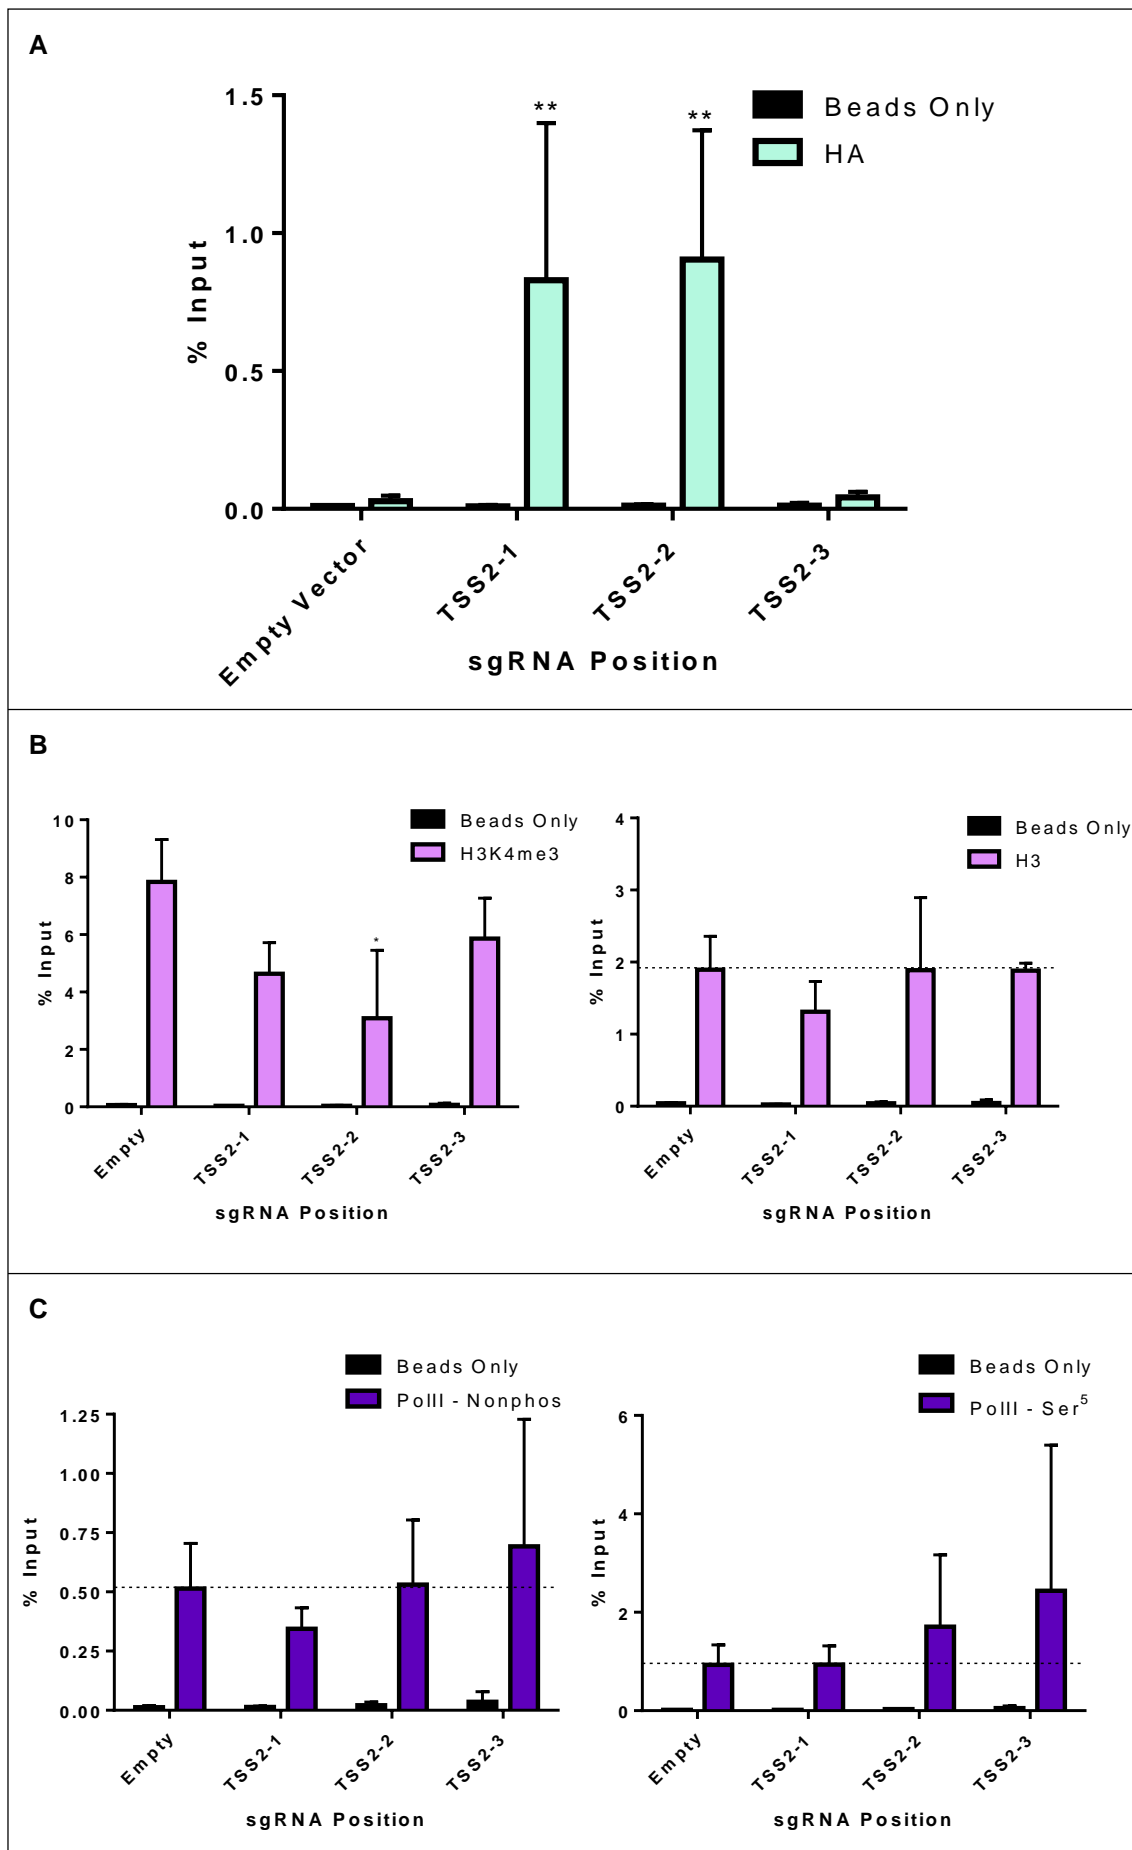 A
1.5
1.0
0.5
0.0
% Input
**
**
Beads Only
HA
Empty Vector
TSS2-1
TSS2-2
TSS2-3
sgRNA Position
B
10
8
6
4
2
0
% Input
*
Beads Only
H3K4me3
Empty
TSS2-1
TSS2-2
TSS2-3
sgRNA Position
4
3
2
1
0
% Input
Beads Only
H3
Empty
TSS2-1
TSS2-2
TSS2-3
sgRNA Position
C
Beads Only
PolII - Nonphos
1.25
1.00
0.75
0.50
0.25
0.00
% Input
Empty
TSS2-1
TSS2-2
TSS2-3
sgRNA Position
Beads Only
PolII - Ser⁵
6
4
2
0
% Input
Empty
TSS2-1
TSS2-2
TSS2-3
sgRNA Position